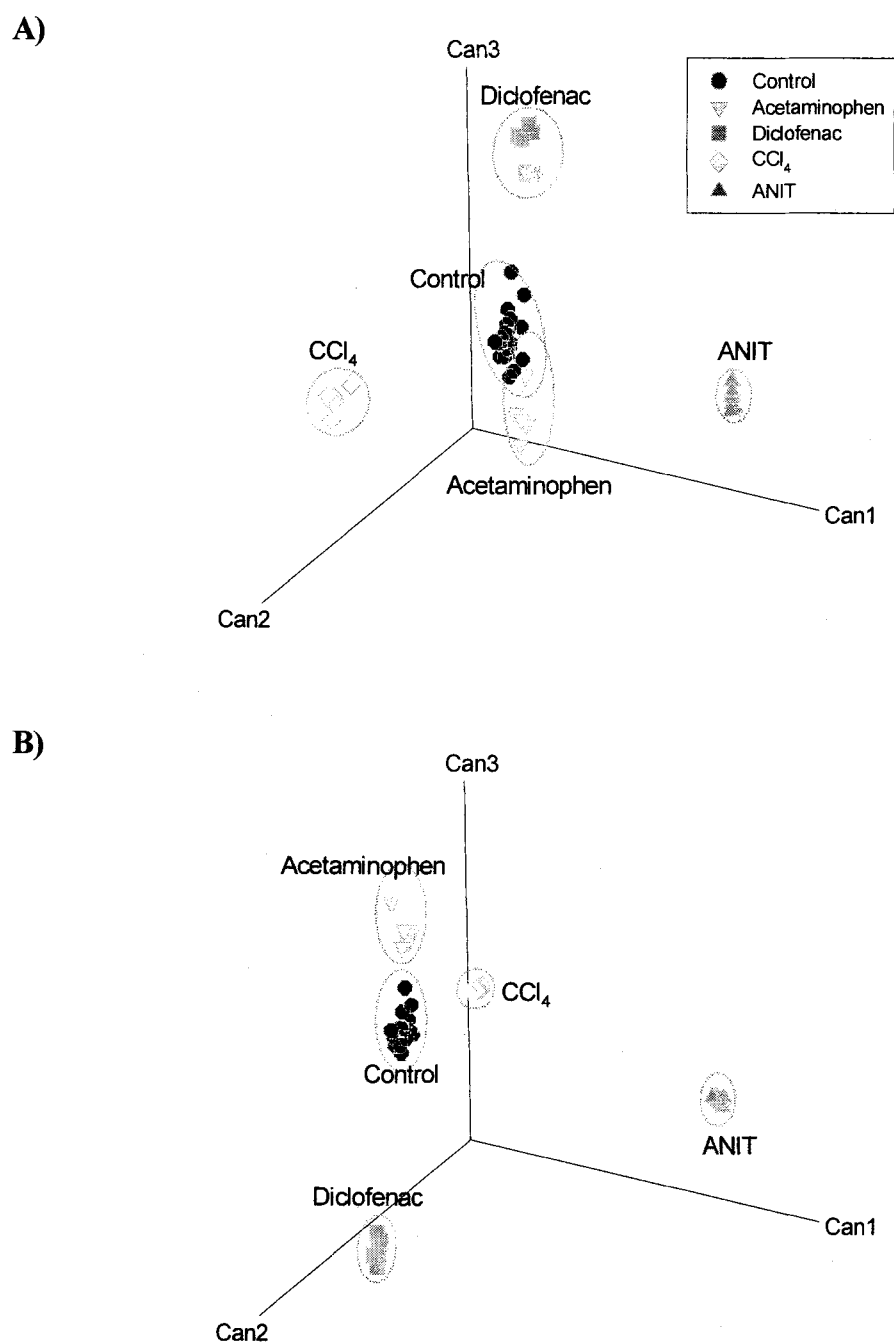 A)
Can3
Diclofenac
Control
Acetaminophen
Diclofenac
CCl₄
ANIT
Control
CCl₄
ANIT
Acetaminophen
Can1
Can2
B)
Can3
Acetaminophen
CCl₄
Control
ANIT
Diclofenac
Can1
Can2